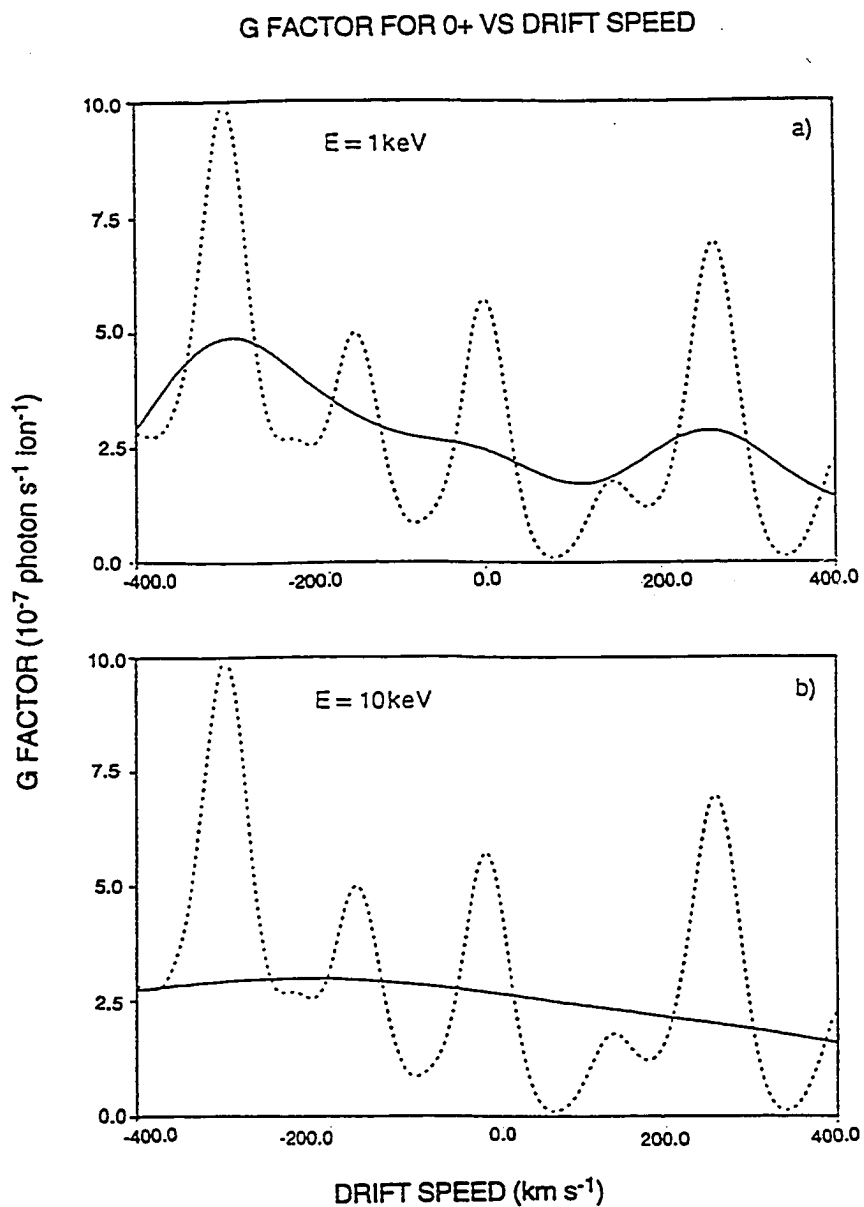 G FACTOR FOR 0+ VS DRIFT SPEED
G FACTOR (10-7 photon s-1 ion-1)
10.0
7.5
5.0
2.5
0.0
E = 1keV
a)
-400.0 -200.0 0.0 200.0 400.0
10.0
7.5
5.0
2.5
0.0
E = 10keV
b)
-400.0 -200.0 0.0 200.0 400.0
DRIFT SPEED (km s-1)